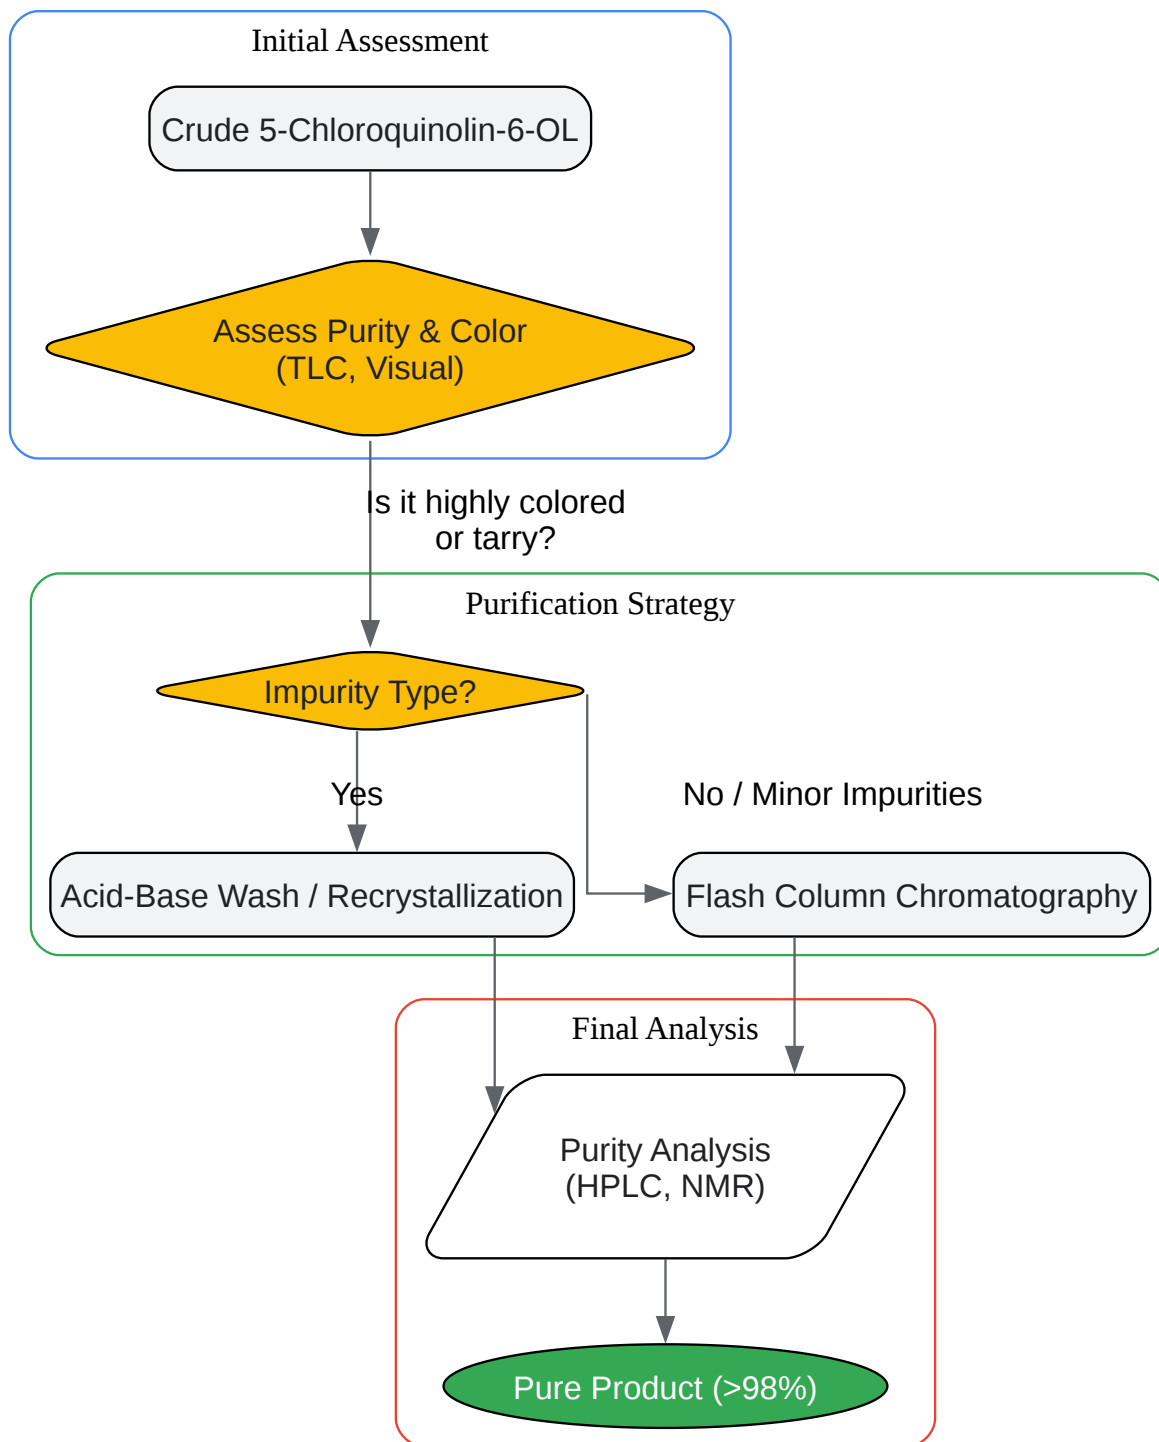 Initial Assessment
Crude 5-Chloroquinolin-6-OL
Assess Purity & Color
(TLC, Visual)
Is it highly colored
or tarry?
Purification Strategy
Impurity Type?
Yes
No / Minor Impurities
Acid-Base Wash / Recrystallization
Flash Column Chromatography
Final Analysis
Purity Analysis
(HPLC, NMR)
Pure Product (>98%)